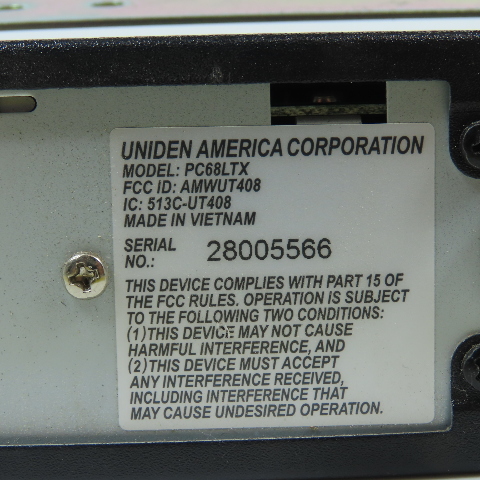 UNIDEN AMERICA CORPORATION
MODEL: PC68LTX
FCC ID: AMWUT408
IC: 513C-UT408
MADE IN VIETNAM
SERIAL
NO.: 28005566
THIS DEVICE COMPLIES WITH PART 15 OF
THE FCC RULES. OPERATION IS SUBJECT
TO THE FOLLOWING TWO CONDITIONS:
(1) THIS DEVICE MAY NOT CAUSE
HARMFUL INTERFERENCE, AND
(2) THIS DEVICE MUST ACCEPT
ANY INTERFERENCE RECEIVED,
INCLUDING INTERFERENCE THAT
MAY CAUSE UNDESIRED OPERATION.